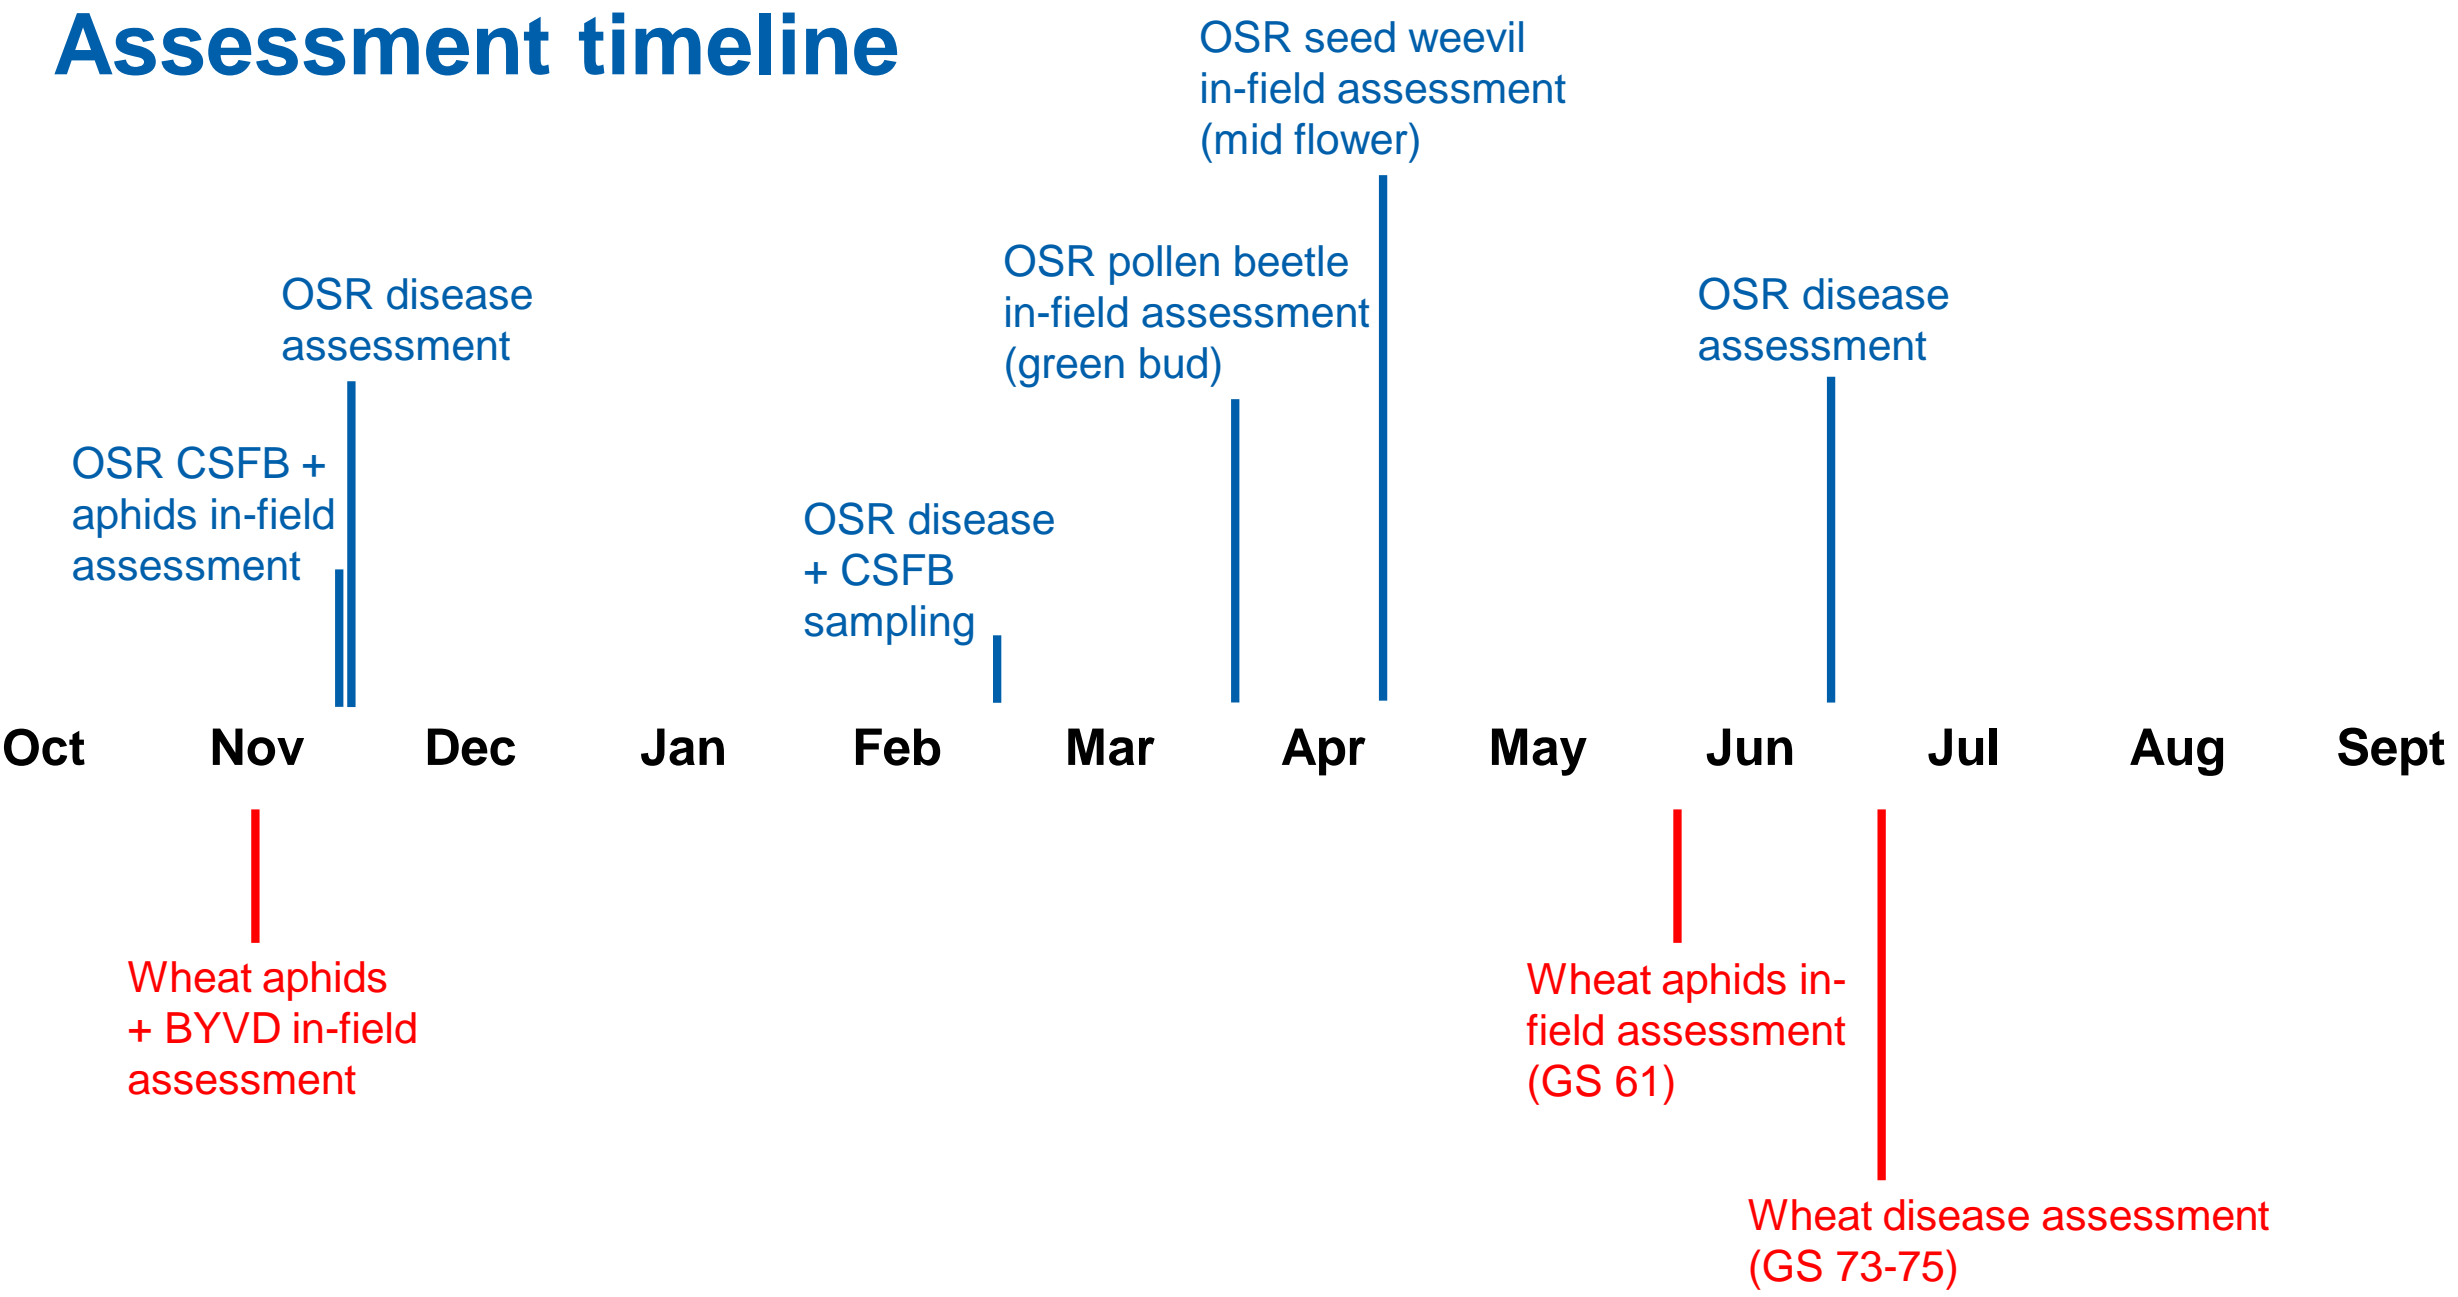 Assessment timeline
OSR seed weevil
in-field assessment
(mid flower)
OSR pollen beetle
in-field assessment
(green bud)
OSR disease
assessment
OSR disease
assessment
OSR CSFB +
aphids in-field
assessment
OSR disease
+ CSFB
sampling
Oct Nov Dec Jan Feb Mar Apr May Jun Jul Aug Sept
Wheat aphids
+ BYVD in-field
assessment
Wheat aphids in-
field assessment
(GS 61)
Wheat disease assessment
(GS 73-75)